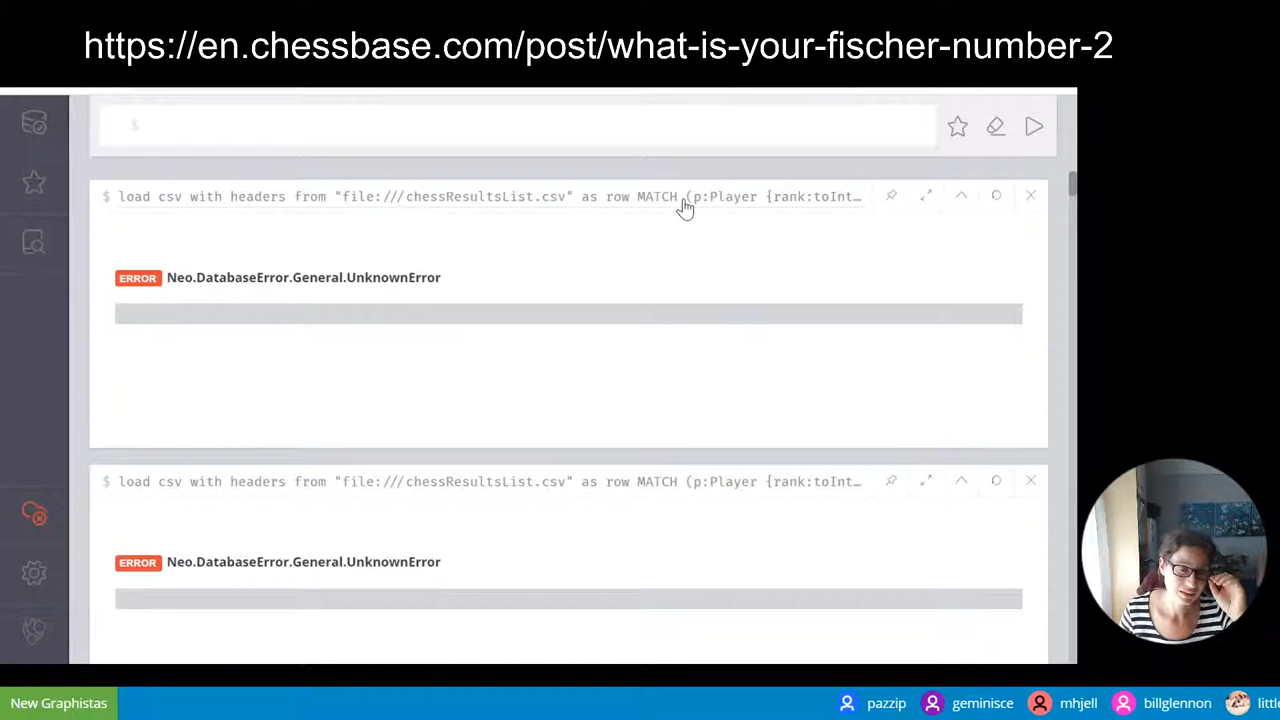 https://en.chessbase.com/post/what-is-your-fischer-number-2
$
$ load csv with headers from "file:///chessResultsList.csv" as row MATCH (p:Player {rank:toInt…
ERROR Neo.DatabaseError.General.UnknownError
$ load csv with headers from "file:///chessResultsList.csv" as row MATCH (p:Player {rank:toInt…
ERROR Neo.DatabaseError.General.UnknownError
New Graphistas pazzip geminisce mhjell billglennon littl